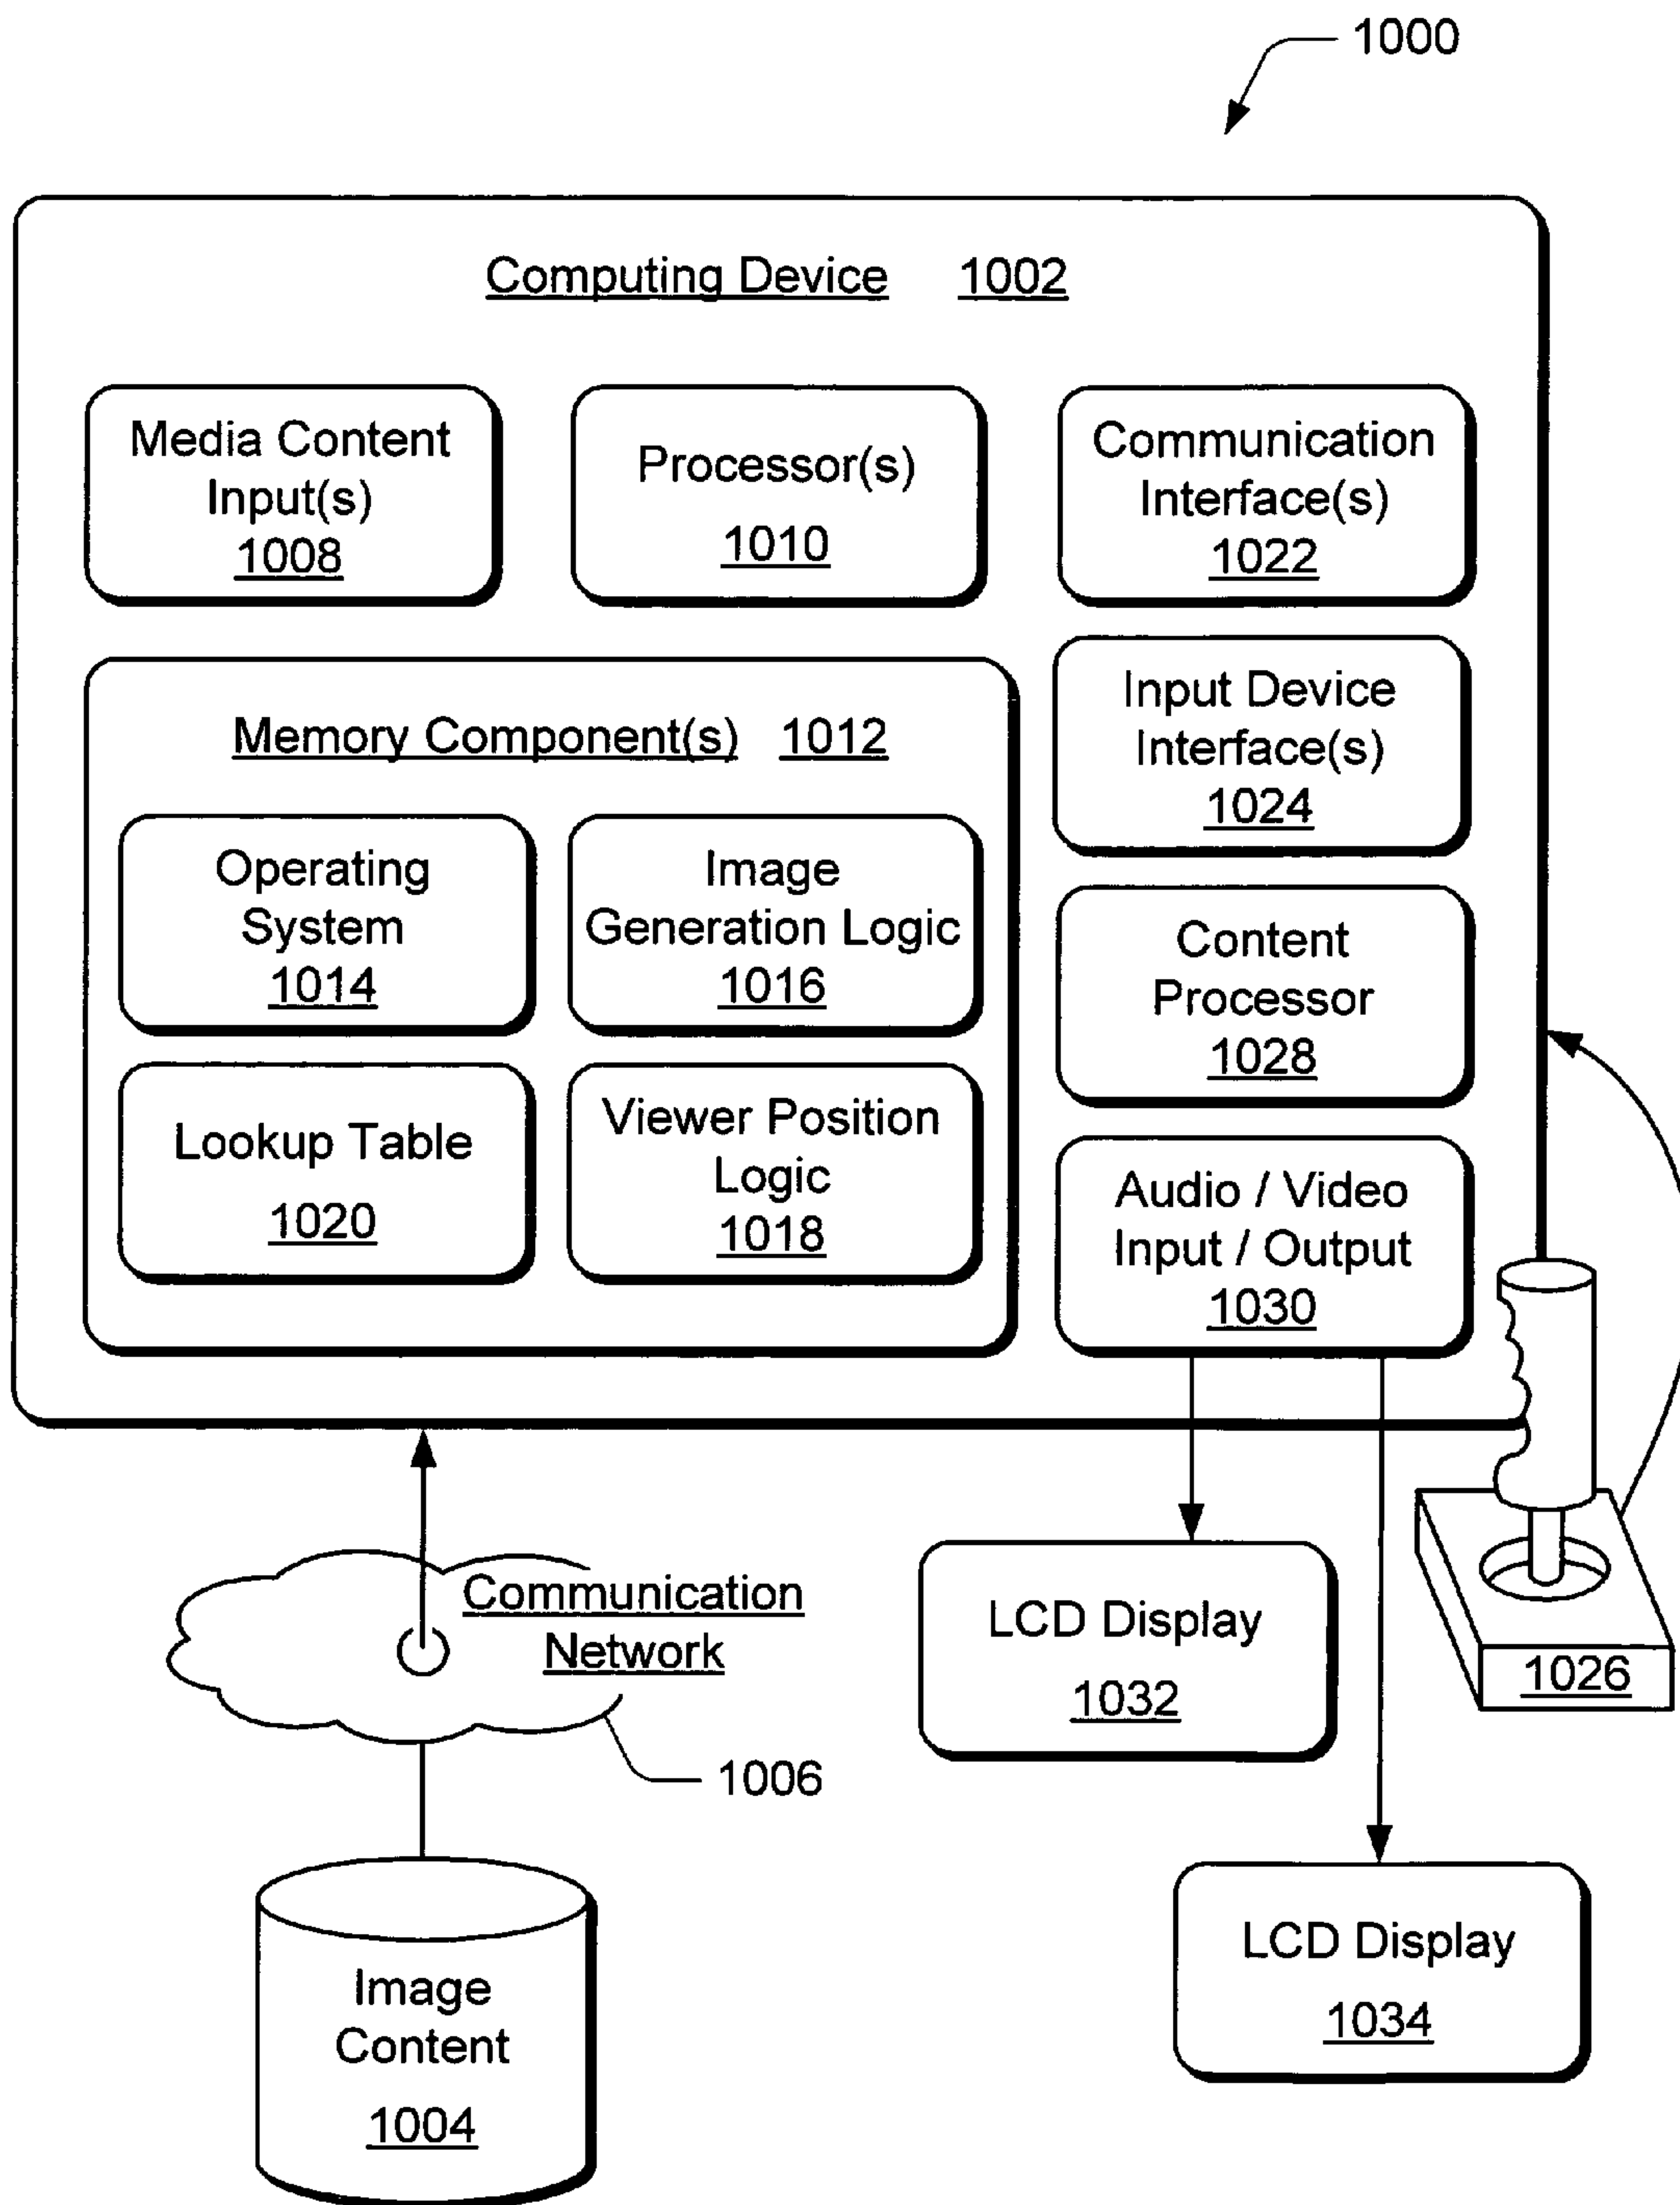 1000
Computing Device 1002
Media Content
Input(s)
1008
Processor(s)
1010
Communication
Interface(s)
1022
Memory Component(s) 1012
Operating
System
1014
Image
Generation Logic
1016
Lookup Table
1020
Viewer Position
Logic
1018
Input Device
Interface(s)
1024
Content
Processor
1028
Audio / Video
Input / Output
1030
Communication
Network
1006
Image
Content
1004
LCD Display
1032
LCD Display
1034
1026